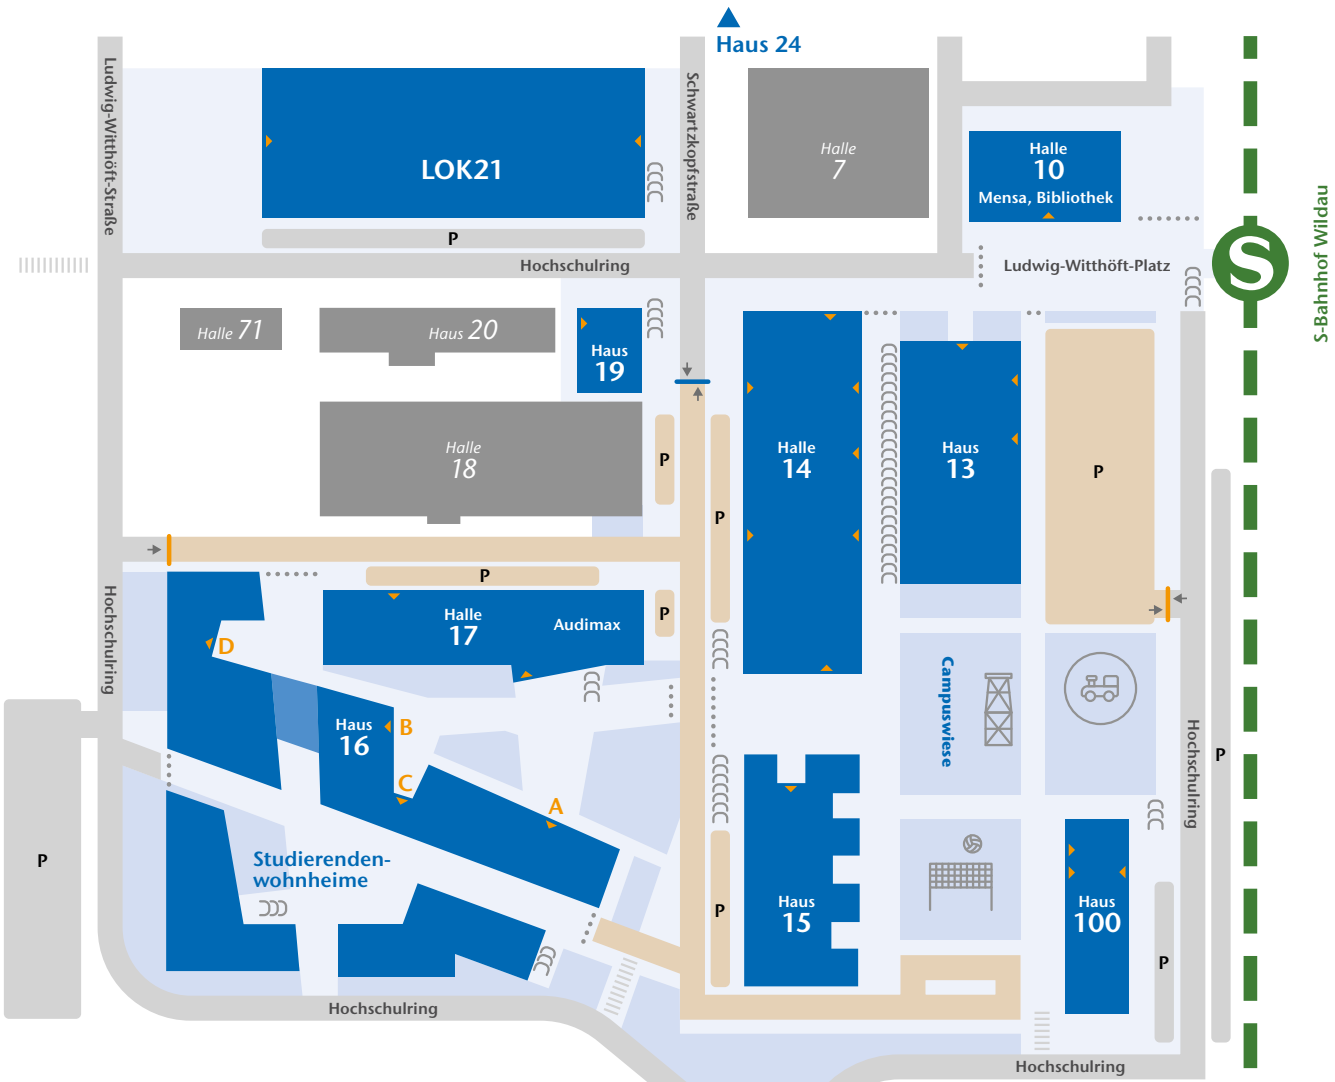 Haus 24
Ludwig-Witthöft-Straße
Schwartzkopfstraße
LOK21
Halle
7
Halle
10
Mensa, Bibliothek
P
Hochschulring
Ludwig-Witthöft-Platz
S
S-Bahnhof Wildau
Halle 71
Haus 20
Haus
19
Halle
18
P
P
Halle
14
Haus
13
P
P
Hochschulring
Halle
17
Audimax
P
D
Haus
16
B
C
A
Campuswiese
Hochschulring
P
P
Studierenden-
wohnheime
P
Haus
15
Haus
100
P
Hochschulring
Hochschulring